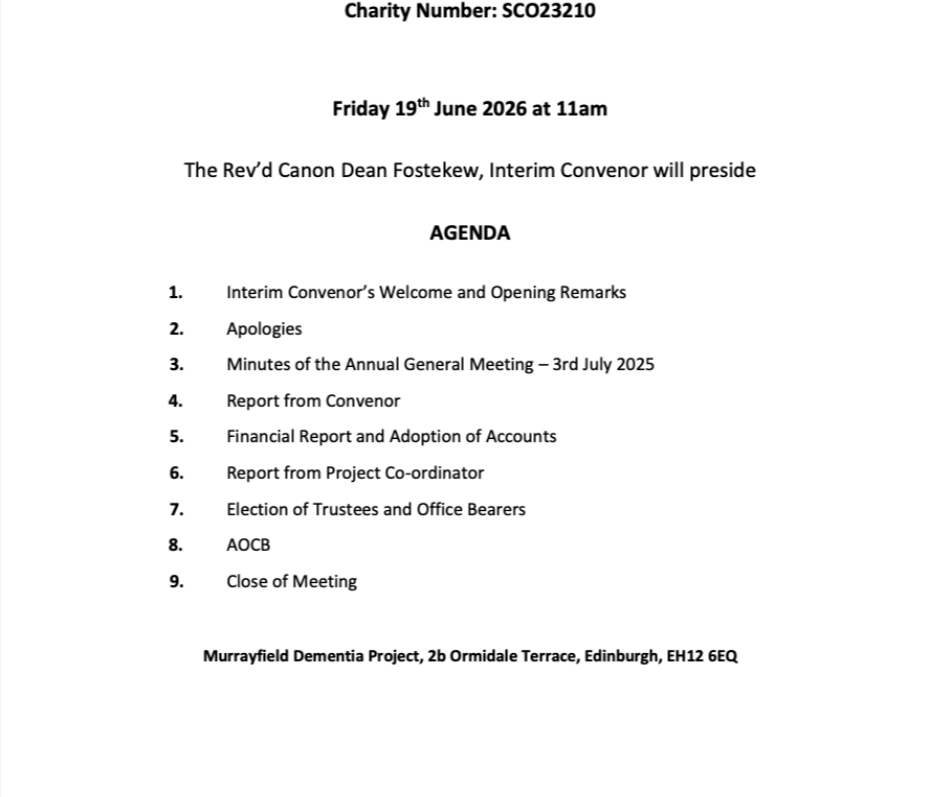 Charity Number: SCO23210
Friday 19th June 2026 at 11am
The Rev’d Canon Dean Fostekew, Interim Convenor will preside
AGENDA
1. Interim Convenor’s Welcome and Opening Remarks
2. Apologies
3. Minutes of the Annual General Meeting – 3rd July 2025
4. Report from Convenor
5. Financial Report and Adoption of Accounts
6. Report from Project Co-ordinator
7. Election of Trustees and Office Bearers
8. AOCB
9. Close of Meeting
Murrayfield Dementia Project, 2b Ormidale Terrace, Edinburgh, EH12 6EQ